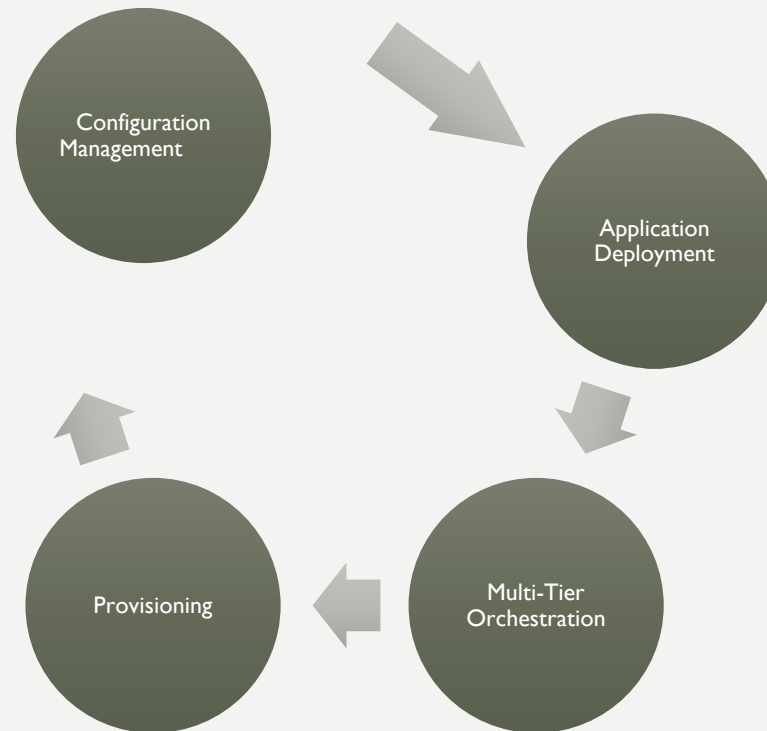 Configuration
Management
Application
Deployment
Multi-Tier
Orchestration
Provisioning